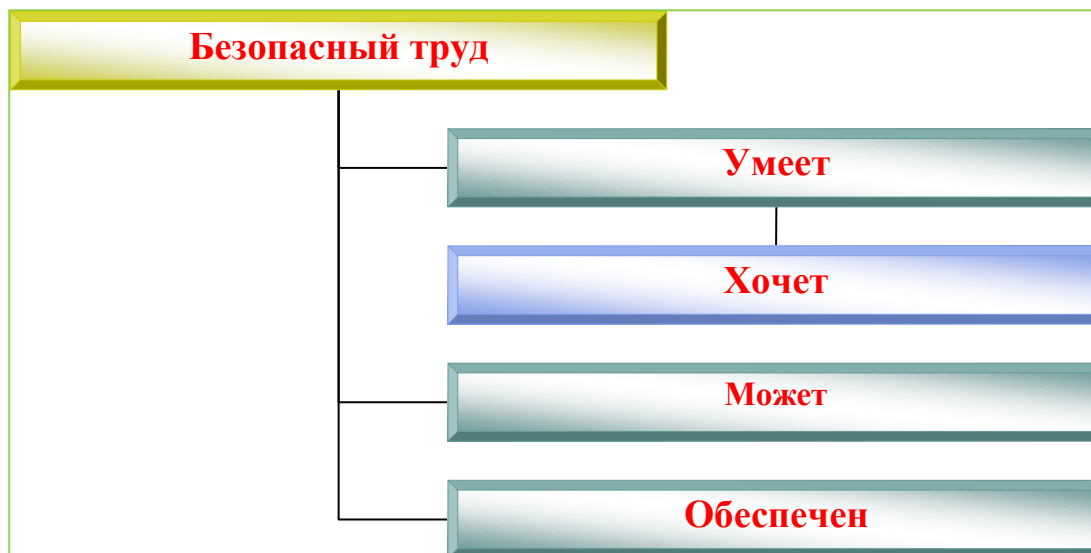 Безопасный труд
Умеет
Хочет
Может
Обеспечен